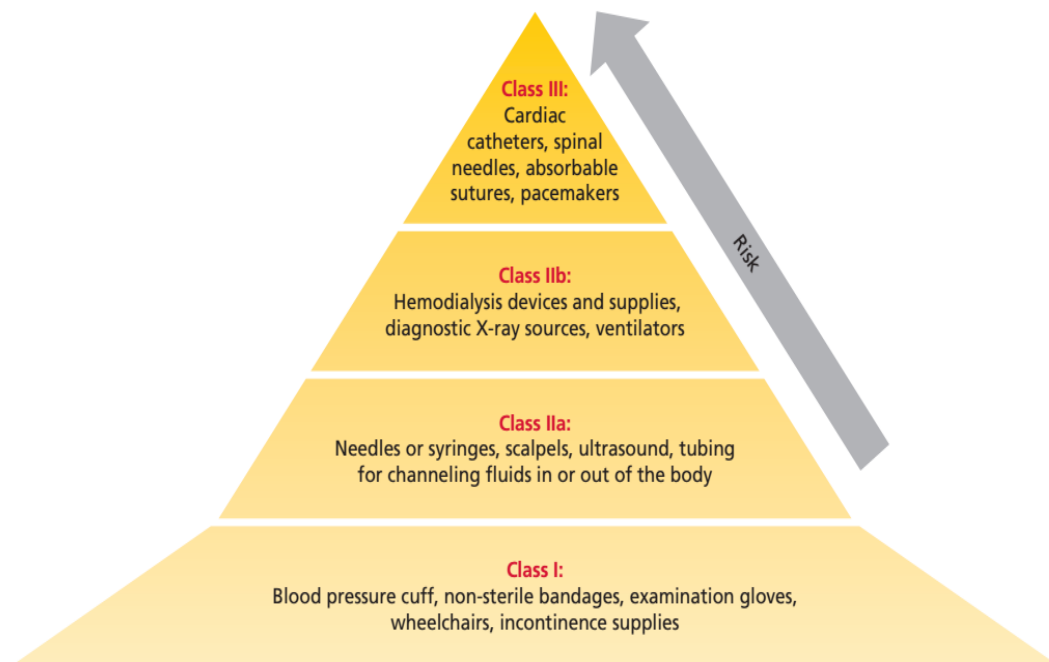 Class III:
Cardiac
catheters, spinal
needles, absorbable
sutures, pacemakers
Risk
Class IIb:
Hemodialysis devices and supplies,
diagnostic X-ray sources, ventilators
Class IIa:
Needles or syringes, scalpels, ultrasound, tubing
for channeling fluids in or out of the body
Class I:
Blood pressure cuff, non-sterile bandages, examination gloves,
wheelchairs, incontinence supplies